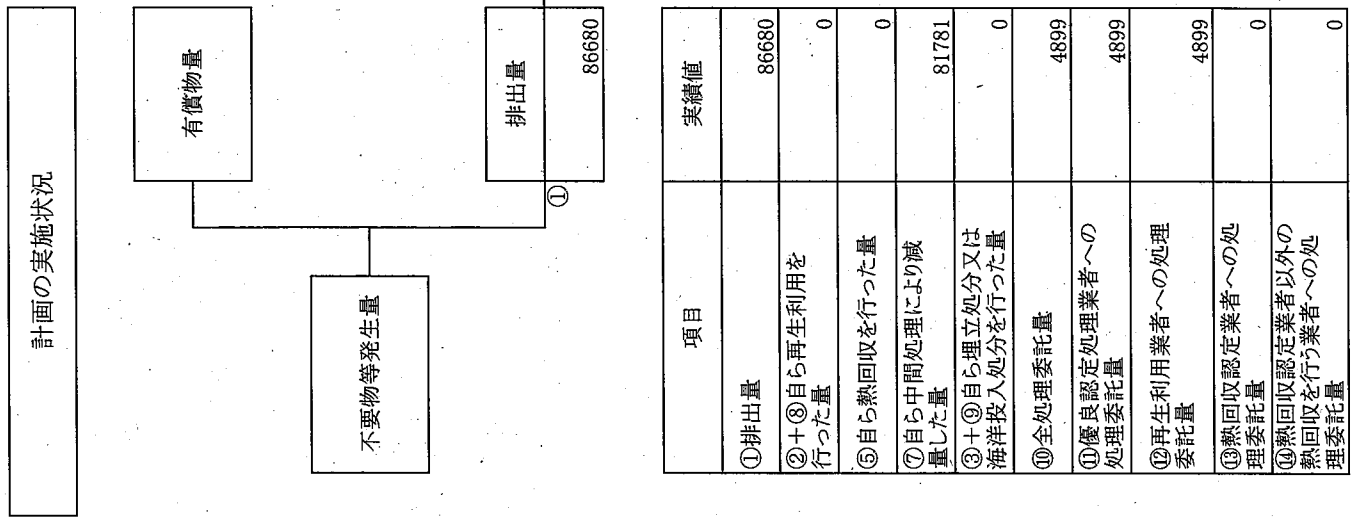 計画の実施状況
有償物量
不要物等発生量
排出量
①
86680
項目
実績値
①排出量
86680
②+⑧自ら再生利用を
行った量
0
⑤自ら熱回収を行った量
0
⑦自ら中間処理により減
量した量
81781
③+⑨自ら埋立処分又は
海洋投入処分を行った量
0
⑩全処理委託量
4899
⑪優良認定処理業者への
処理委託量
4899
⑫再生利用業者への処理
委託量
4899
⑬熱回収認定業者への処
理委託量
0
⑭熱回収認定業者以外の
熱回収を行う業者への処
理委託量
0